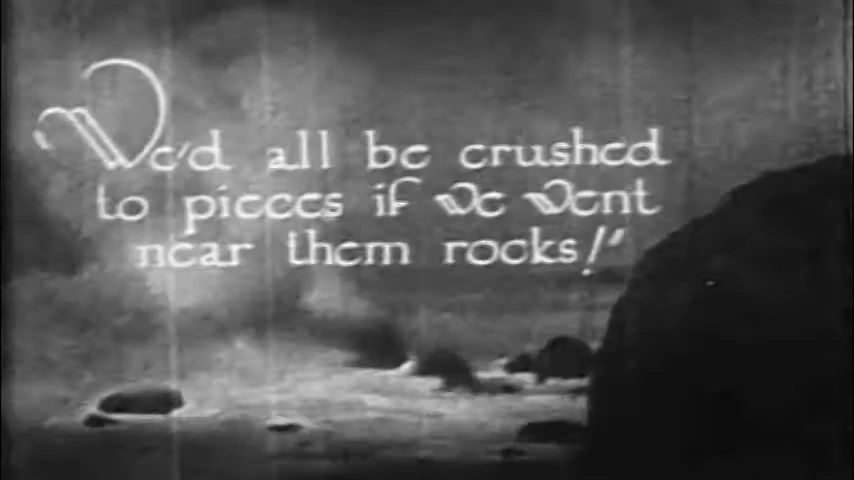 We'd all be crushed
to pieces if we went
near them rocks!"